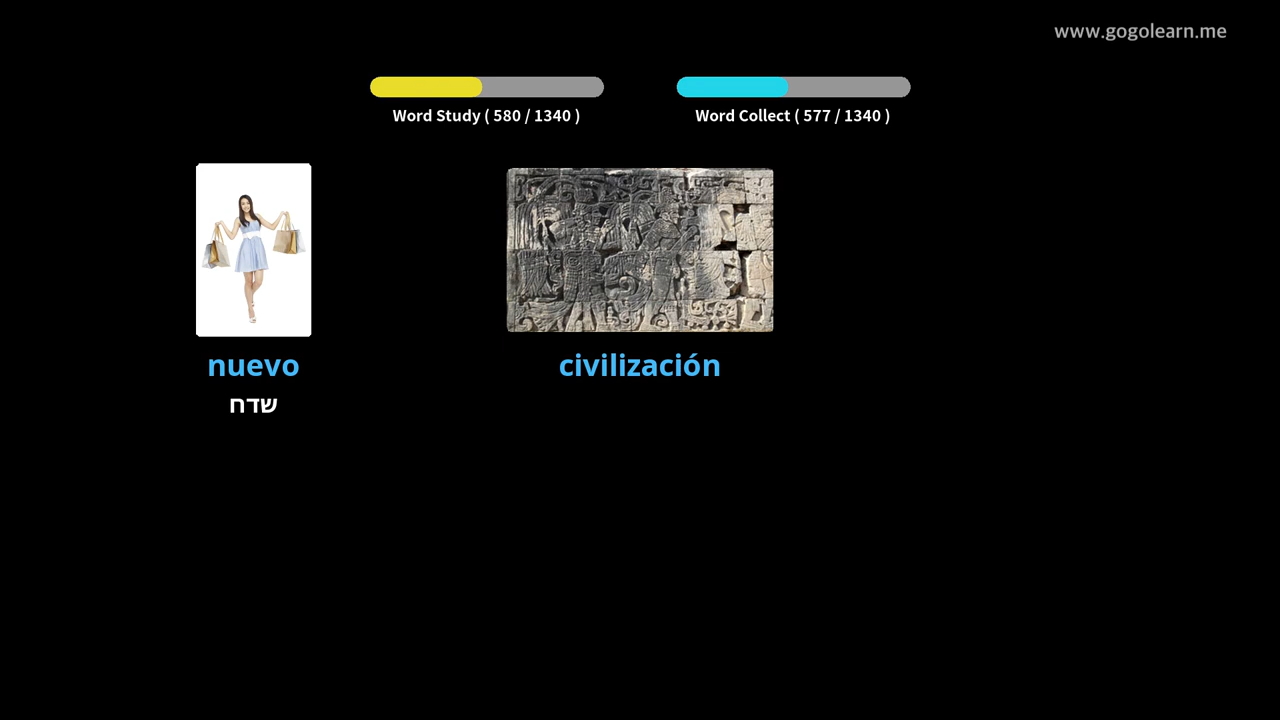 www.gogolearn.me
Word Study ( 580 / 1340 )
Word Collect ( 577 / 1340 )
nuevo
civilización
שדח